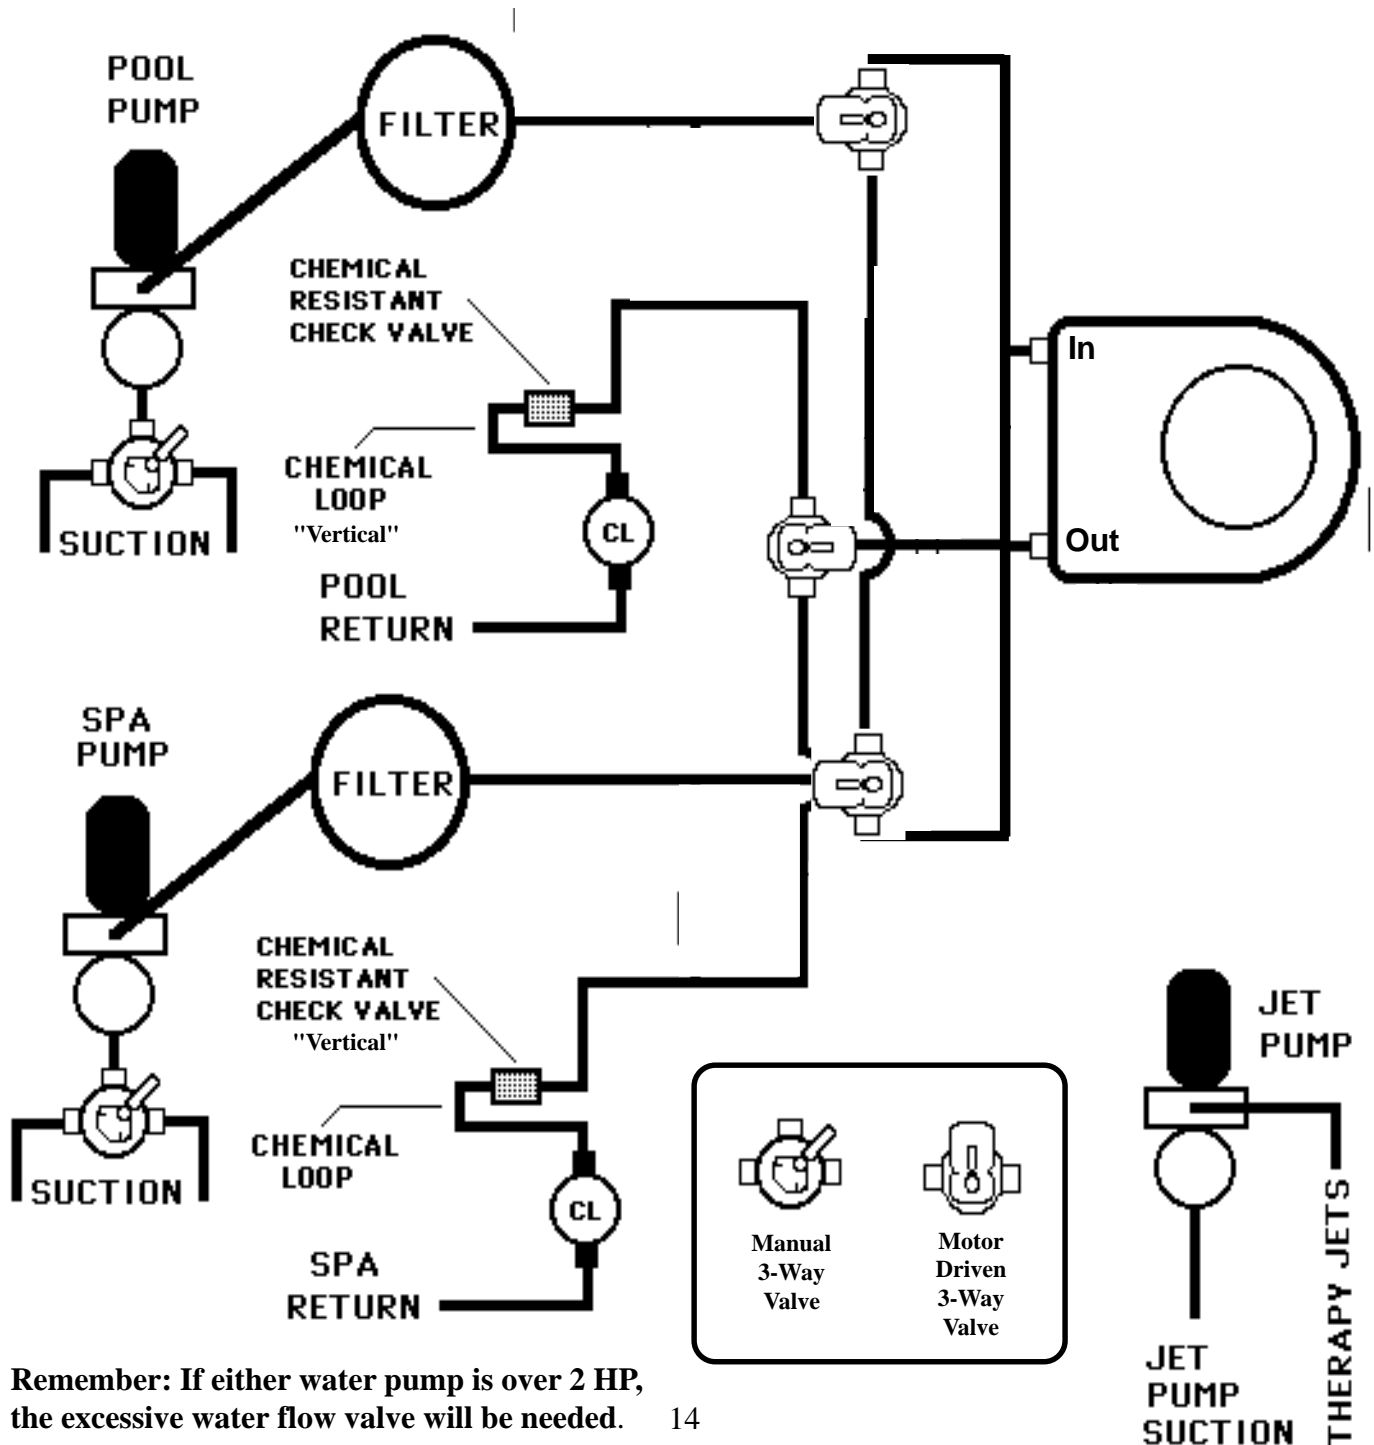 POOL
PUMP
FILTER
CHEMICAL
RESISTANT
CHECK VALVE
In
CHEMICAL
LOOP
"Vertical"
SUCTION
CL
Out
POOL
RETURN
SPA
PUMP
FILTER
CHEMICAL
RESISTANT
CHECK VALVE
"Vertical"
JET
PUMP
CHEMICAL
LOOP
SUCTION
CL
Manual
3-Way
Valve
Motor
Driven
3-Way
Valve
THERAPY JETS
SPA
RETURN
JET
PUMP
SUCTION
Remember: If either water pump is over 2 HP,
the excessive water flow valve will be needed.
14